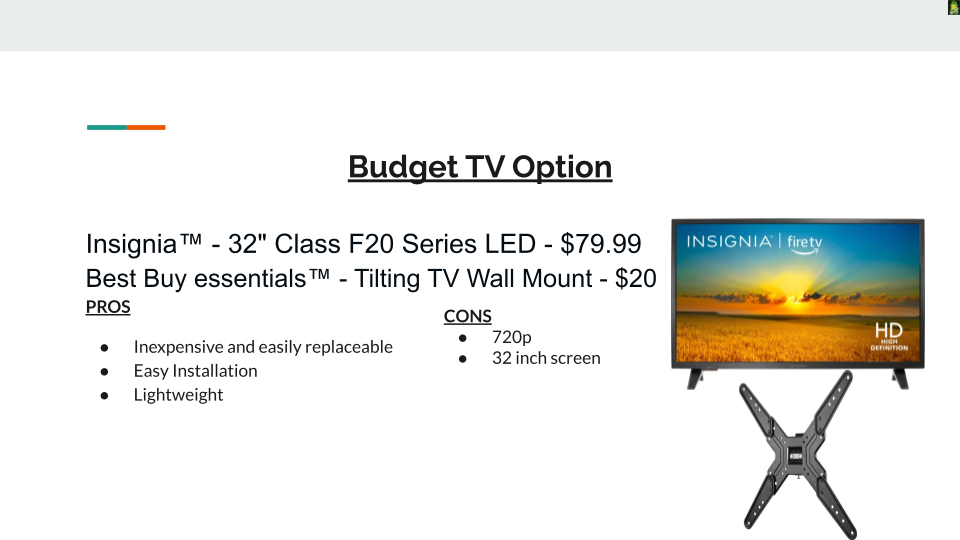 Budget TV Option
Insignia™ - 32" Class F20 Series LED - $79.99
Best Buy essentials™ - Tilting TV Wall Mount - $20
PROS
● Inexpensive and easily replaceable
● Easy Installation
● Lightweight
CONS
● 720p
● 32 inch screen
INSIGNIA™ | fire tv
HD
HIGH
DEFINITION